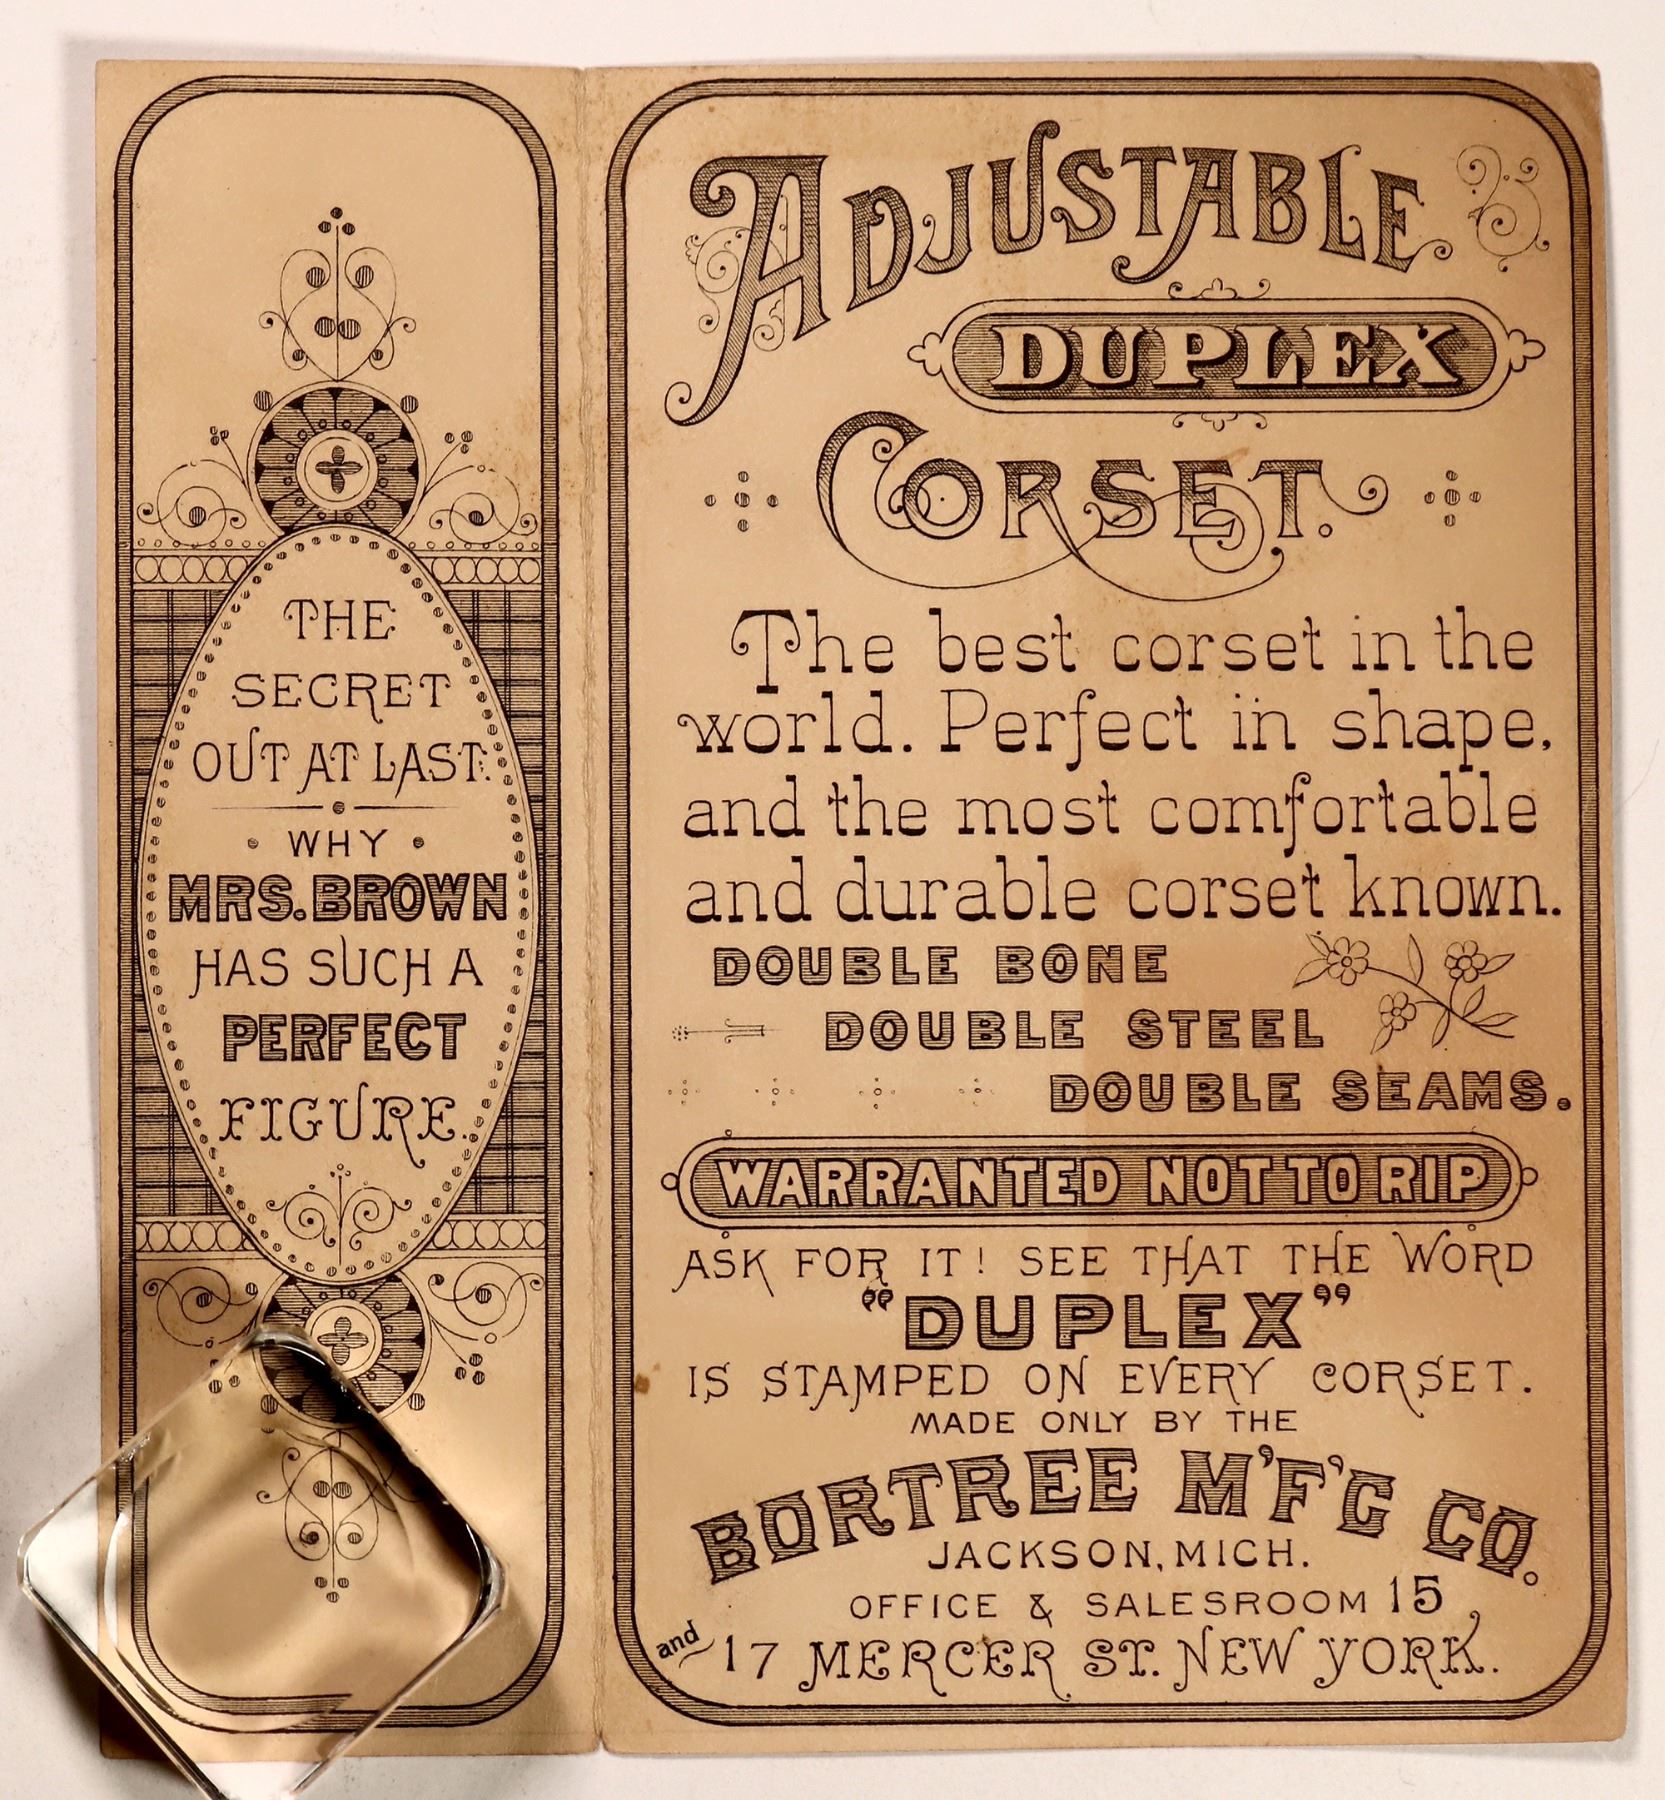 THE
SECRET
OUT AT LAST.
WHY
MRS. BROWN
HAS SUCH A
PERFECT
FIGURE.
ADJUSTABLE
DUPLEX
CORSET.
The best corset in the
world. Perfect in shape,
and the most comfortable
and durable corset known.
DOUBLE BONE
DOUBLE STEEL
DOUBLE SEAMS.
WARRANTED NOT TO RIP
ASK FOR IT! SEE THAT THE WORD
"DUPLEX"
IS STAMPED ON EVERY CORSET.
MADE ONLY BY THE
BORTREE M'F'G CO.
JACKSON, MICH.
OFFICE & SALESROOM 15
and 17 MERCER ST. NEW YORK.